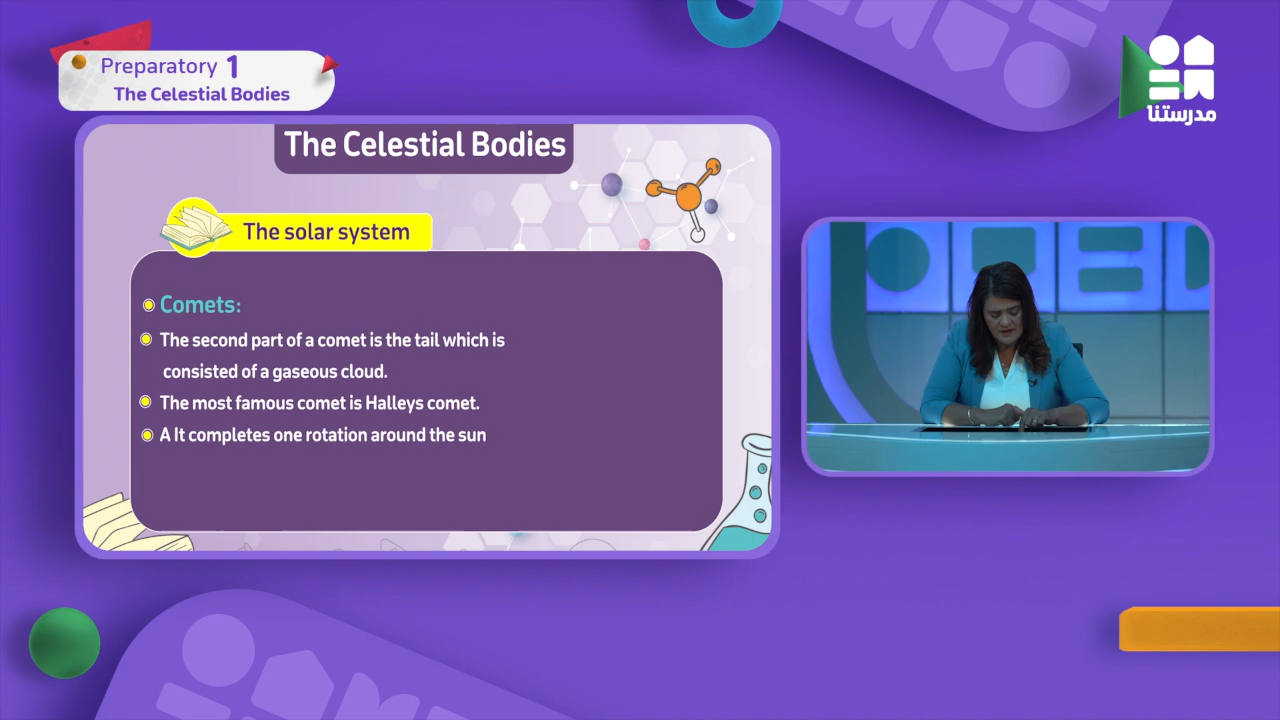 Preparatory 1
The Celestial Bodies
مدرستنا
The Celestial Bodies
The solar system
Comets:
The second part of a comet is the tail which is
consisted of a gaseous cloud.
The most famous comet is Halleys comet.
A It completes one rotation around the sun